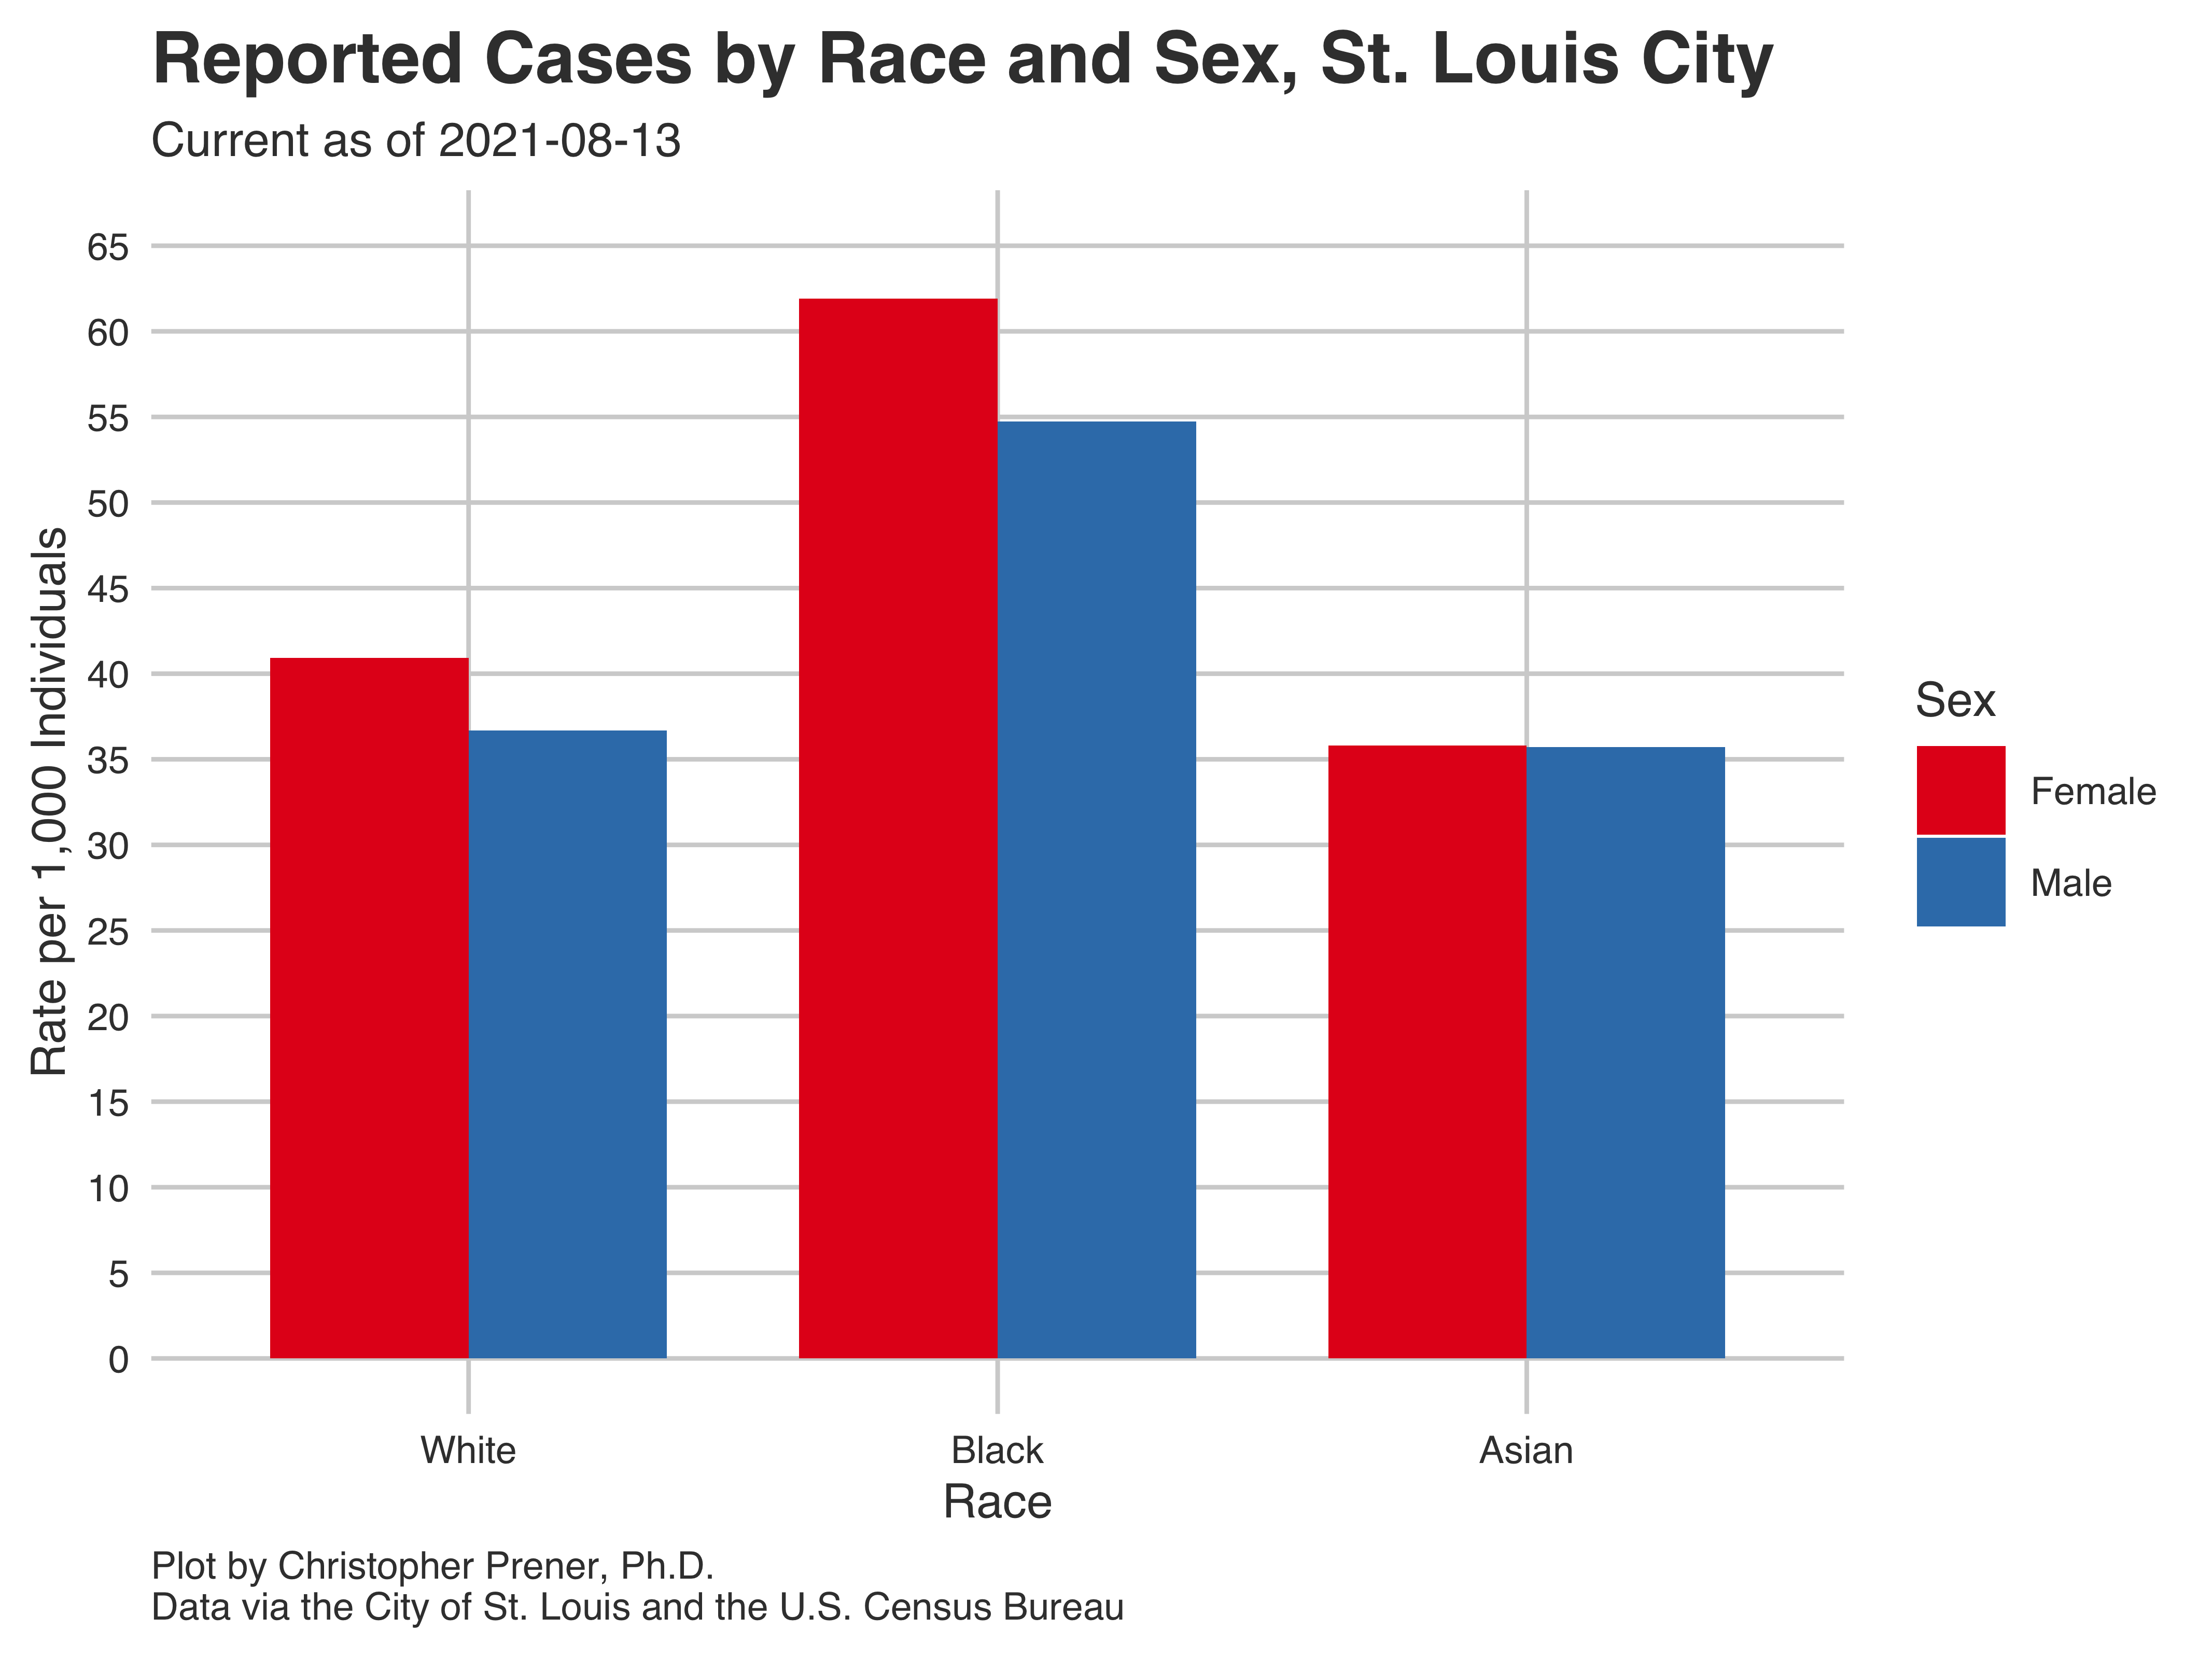 Reported Cases by Race and Sex, St. Louis City
Current as of 2021-08-13
Rate per 1,000 Individuals
65
60
55
50
45
40
35
30
25
20
15
10
5
0
White
Black
Asian
Race
Sex
Female
Male
Plot by Christopher Prener, Ph.D.
Data via the City of St. Louis and the U.S. Census Bureau